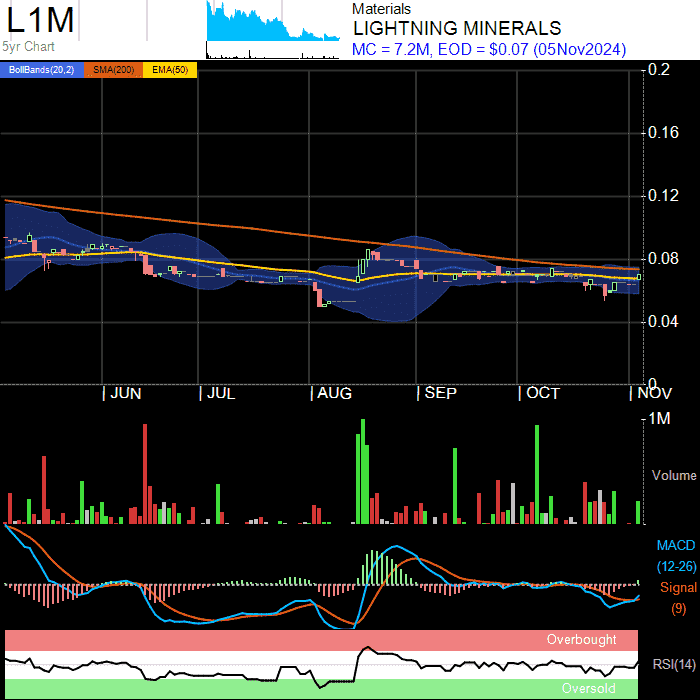 L1M
5yr Chart
Materials
LIGHTNING MINERALS
MC = 7.2M, EOD = $0.07 (05Nov2024)
BollBands(20,2) SMA(200) EMA(50)
0.2
0.16
0.12
0.08
0.04
0
JUN JUL AUG SEP OCT NOV
1M
Volume
MACD
(12-26)
Signal
(9)
Overbought
RSI(14)
Oversold